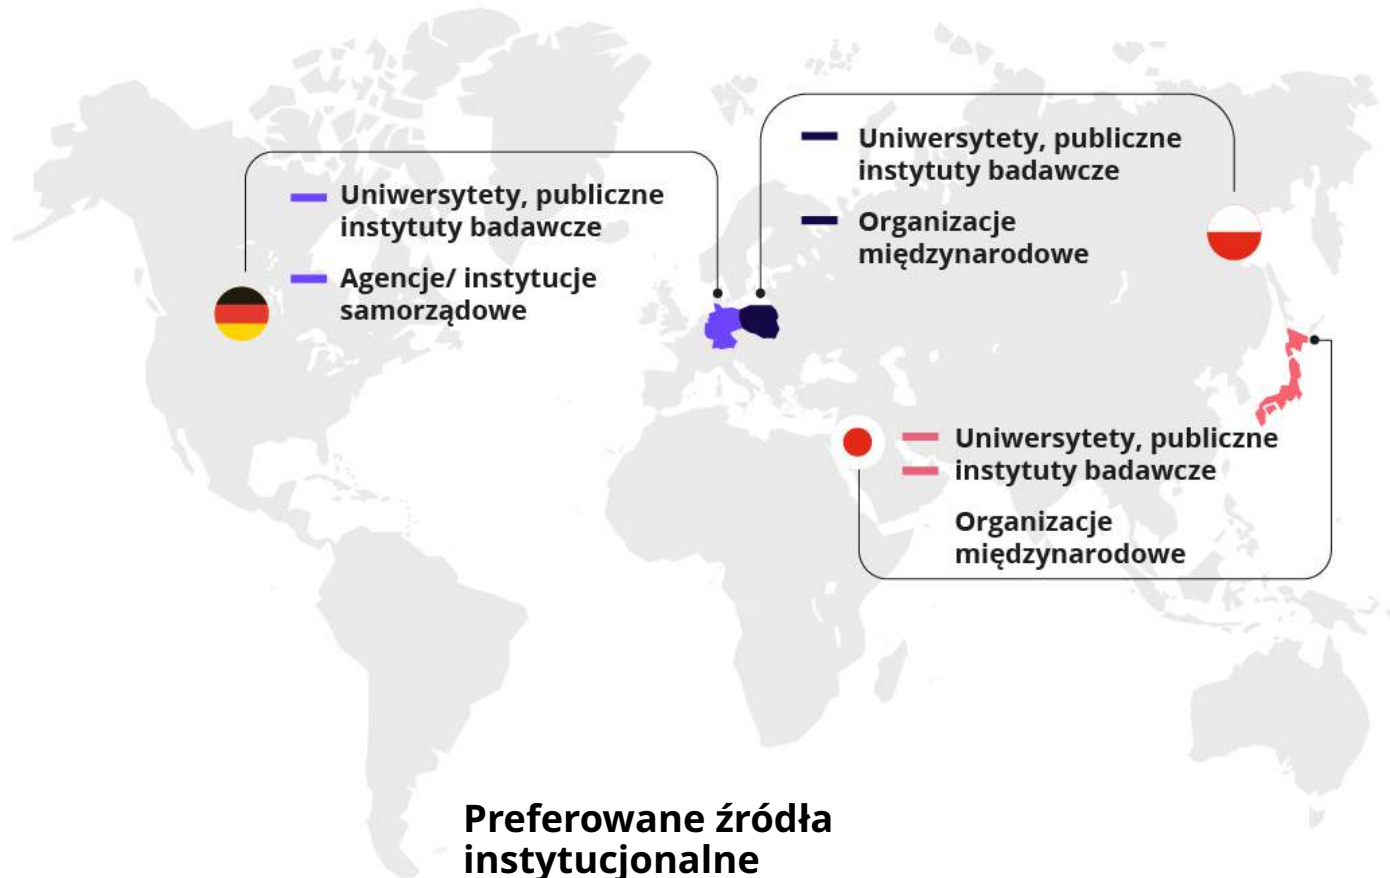 Uniwersytety, publiczne
instytuty badawcze
Organizacje
międzynarodowe
Uniwersytety, publiczne
instytuty badawcze
Agencje/ instytucje
samorządowe
Uniwersytety, publiczne
instytuty badawcze
Organizacje
międzynarodowe
Preferowane źródła
instytucjonalne